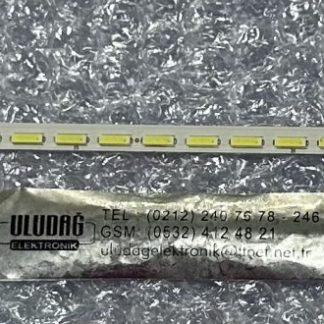 ULUDAĞ
ELEKTRONİK
TEL : (0212) 240 75 78 - 246
GSM: (0532) 412 48 21
uludagelektronik@ttnet.net.tr